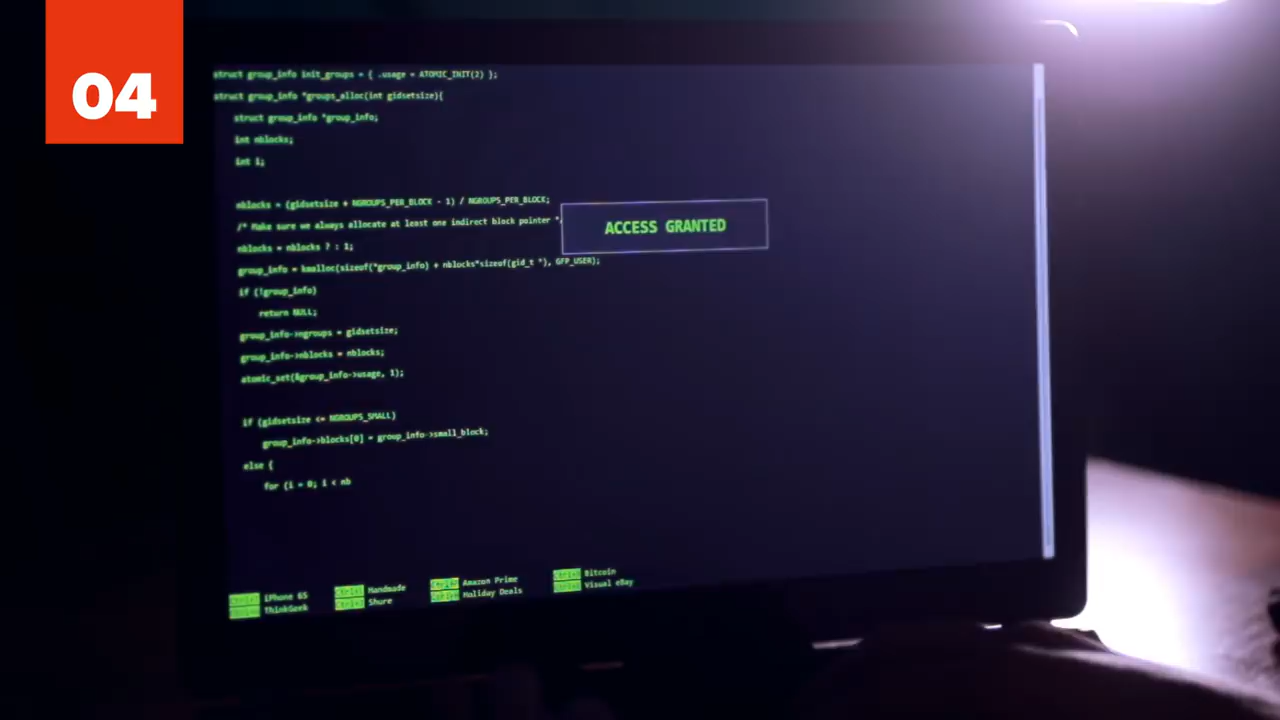 04
struct group_info init_groups = { .usage = ATOMIC_INIT(2) };
struct group_info *groups_alloc(int gidsetsize){
struct group_info *group_info;
int nblocks;
int i;
nblocks = (gidsetsize + NGROUPS_PER_BLOCK - 1) / NGROUPS_PER_BLOCK;
/* Make sure we always allocate at least one indirect block pointer *
ACCESS GRANTED
nblocks = nblocks ? : 1;
group_info = kmalloc(sizeof(*group_info) + nblocks*sizeof(gid_t *), GFP_USER);
if (!group_info)
return NULL;
group_info->ngroups = gidsetsize;
group_info->nblocks = nblocks;
atomic_set(&group_info->usage, 1);
if (gidsetsize <= NGROUPS_SMALL)
group_info->blocks[0] = group_info->small_block;
else {
for (i = 0; i < nb
iPhone 6S Handmade Amazon Prime Bitcoin
ThinkGeek Share Holiday Deals Visual eBay